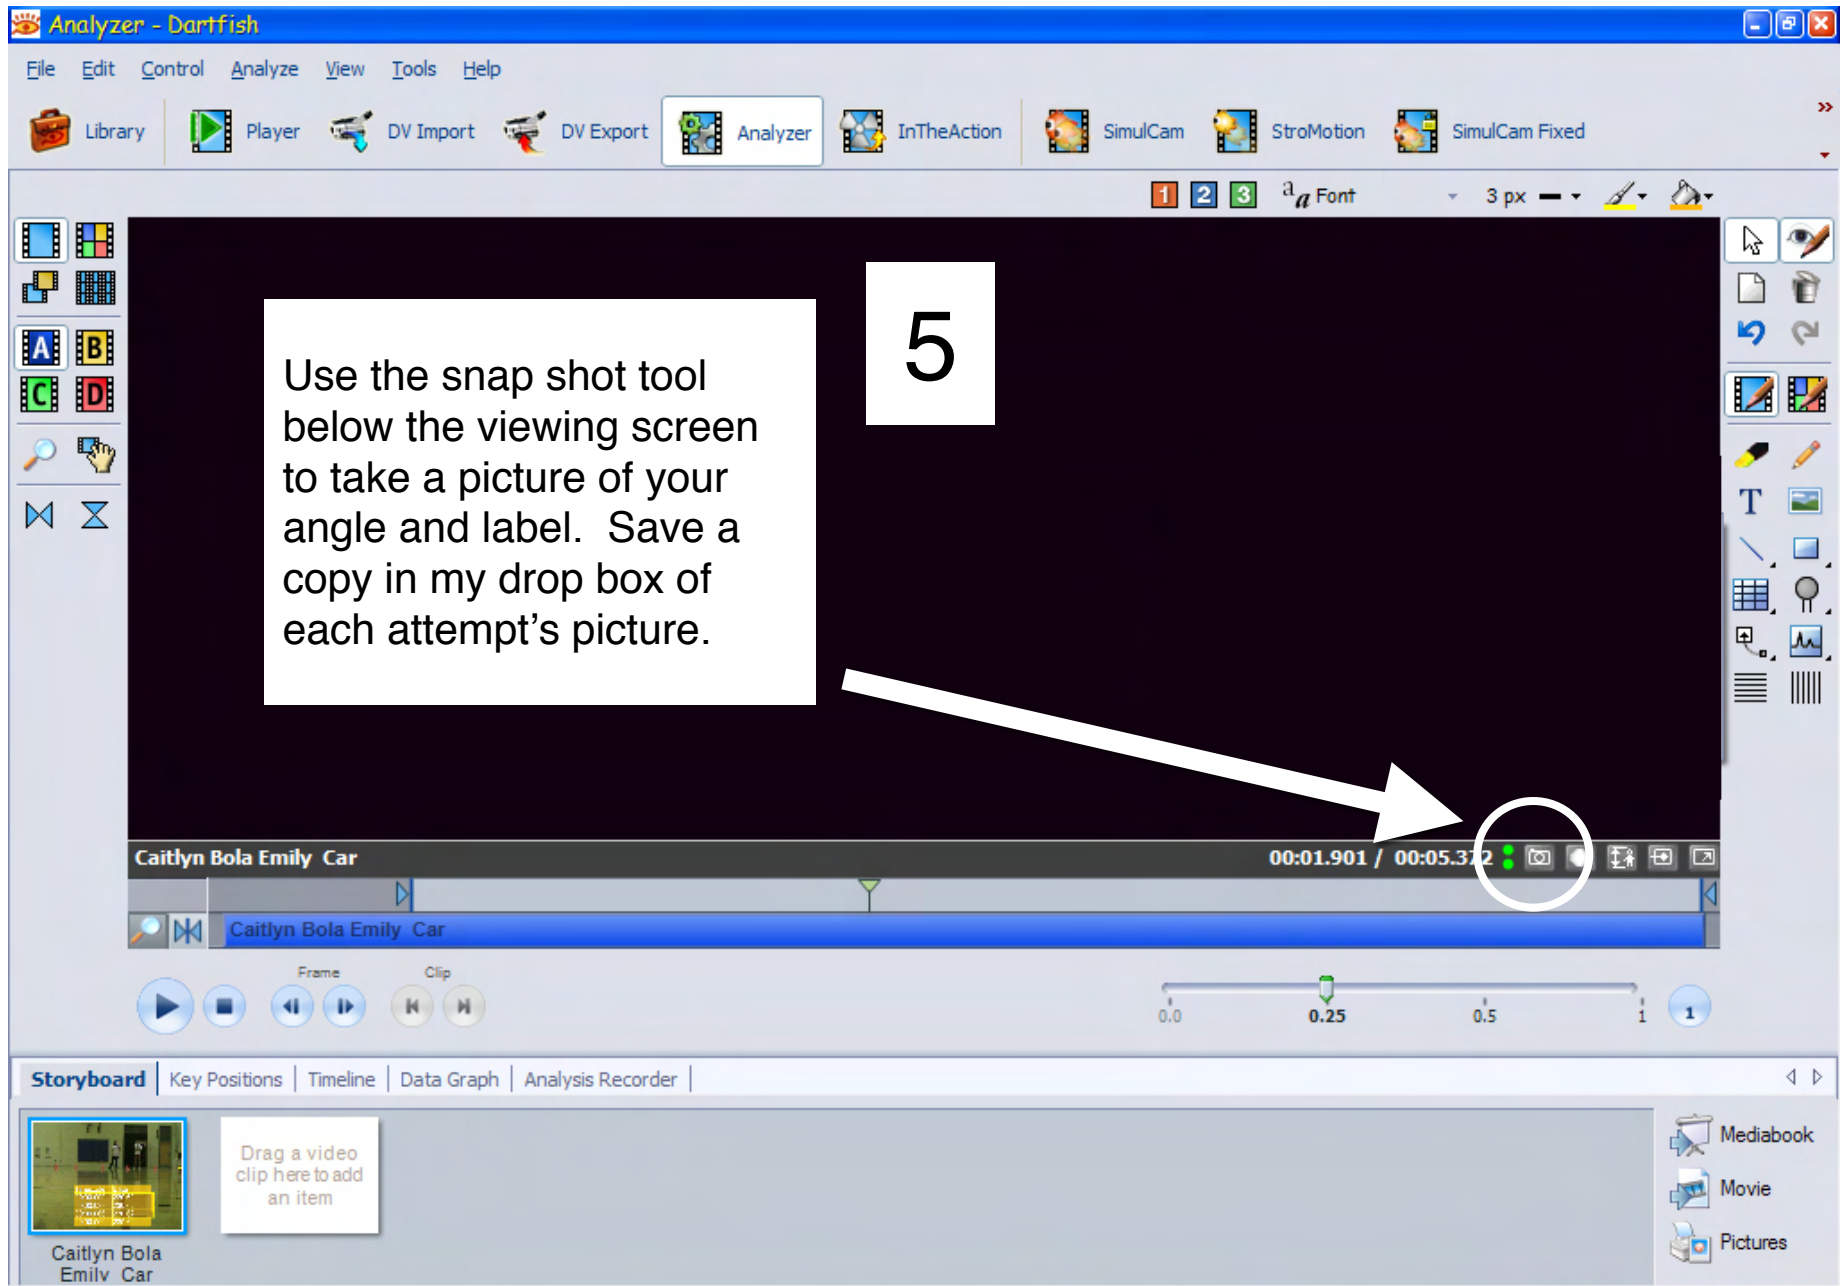 Analyzer - Dartfish
File Edit Control Analyze View Tools Help
Library Player DV Import DV Export Analyzer InTheAction SimulCam StroMotion SimulCam Fixed
1 2 3 aa Font 3 px
A B
C D
T
5
Use the snap shot tool
below the viewing screen
to take a picture of your
angle and label. Save a
copy in my drop box of
each attempt's picture.
Caitlyn Bola Emily Car 00:01.901 / 00:05.372
Caitlyn Bola Emily Car
Frame Clip
0.0 0.25 0.5 1 1
Storyboard Key Positions Timeline Data Graph Analysis Recorder
Drag a video
clip here to add
an item
Caitlyn Bola
Emily Car
Mediabook
Movie
Pictures